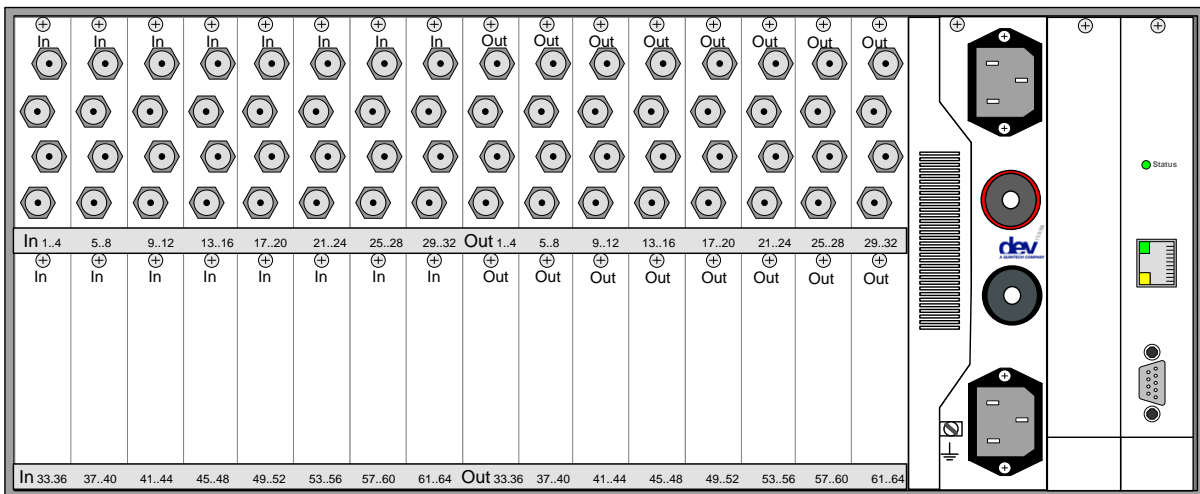 In In In In In In In In Out Out Out Out Out Out Out Out
Status
In 1..4 5..8 9..12 13..16 17..20 21..24 25..28 29..32 Out 1..4 5..8 9..12 13..16 17..20 21..24 25..28 29..32
dev
A QUINTECH COMPANY
In In In In In In In In Out Out Out Out Out Out Out Out
In 33.36 37..40 41..44 45..48 49..52 53..56 57..60 61..64 Out 33.36 37..40 41..44 45..48 49..52 53..56 57..60 61..64